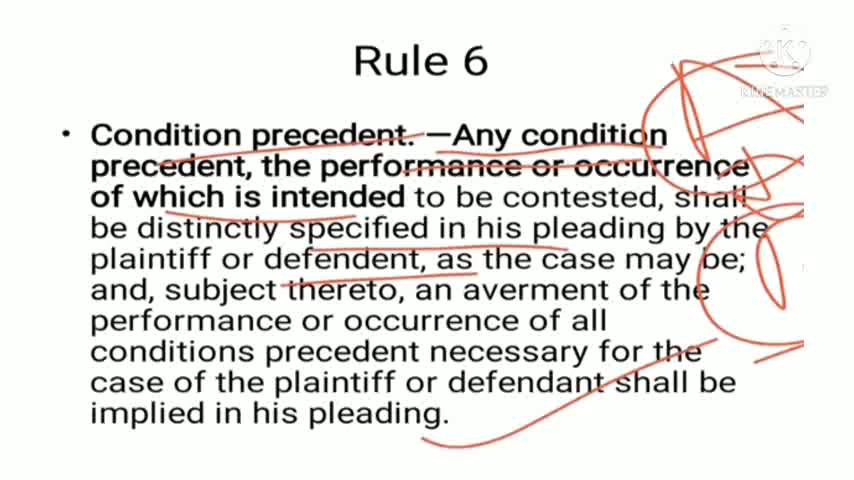 Rule 6
KINEMASTER
• Condition precedent. —Any condition
precedent, the performance or occurrence
of which is intended to be contested, shall
be distinctly specified in his pleading by the
plaintiff or defendent, as the case may be;
and, subject thereto, an averment of the
performance or occurrence of all
conditions precedent necessary for the
case of the plaintiff or defendant shall be
implied in his pleading.